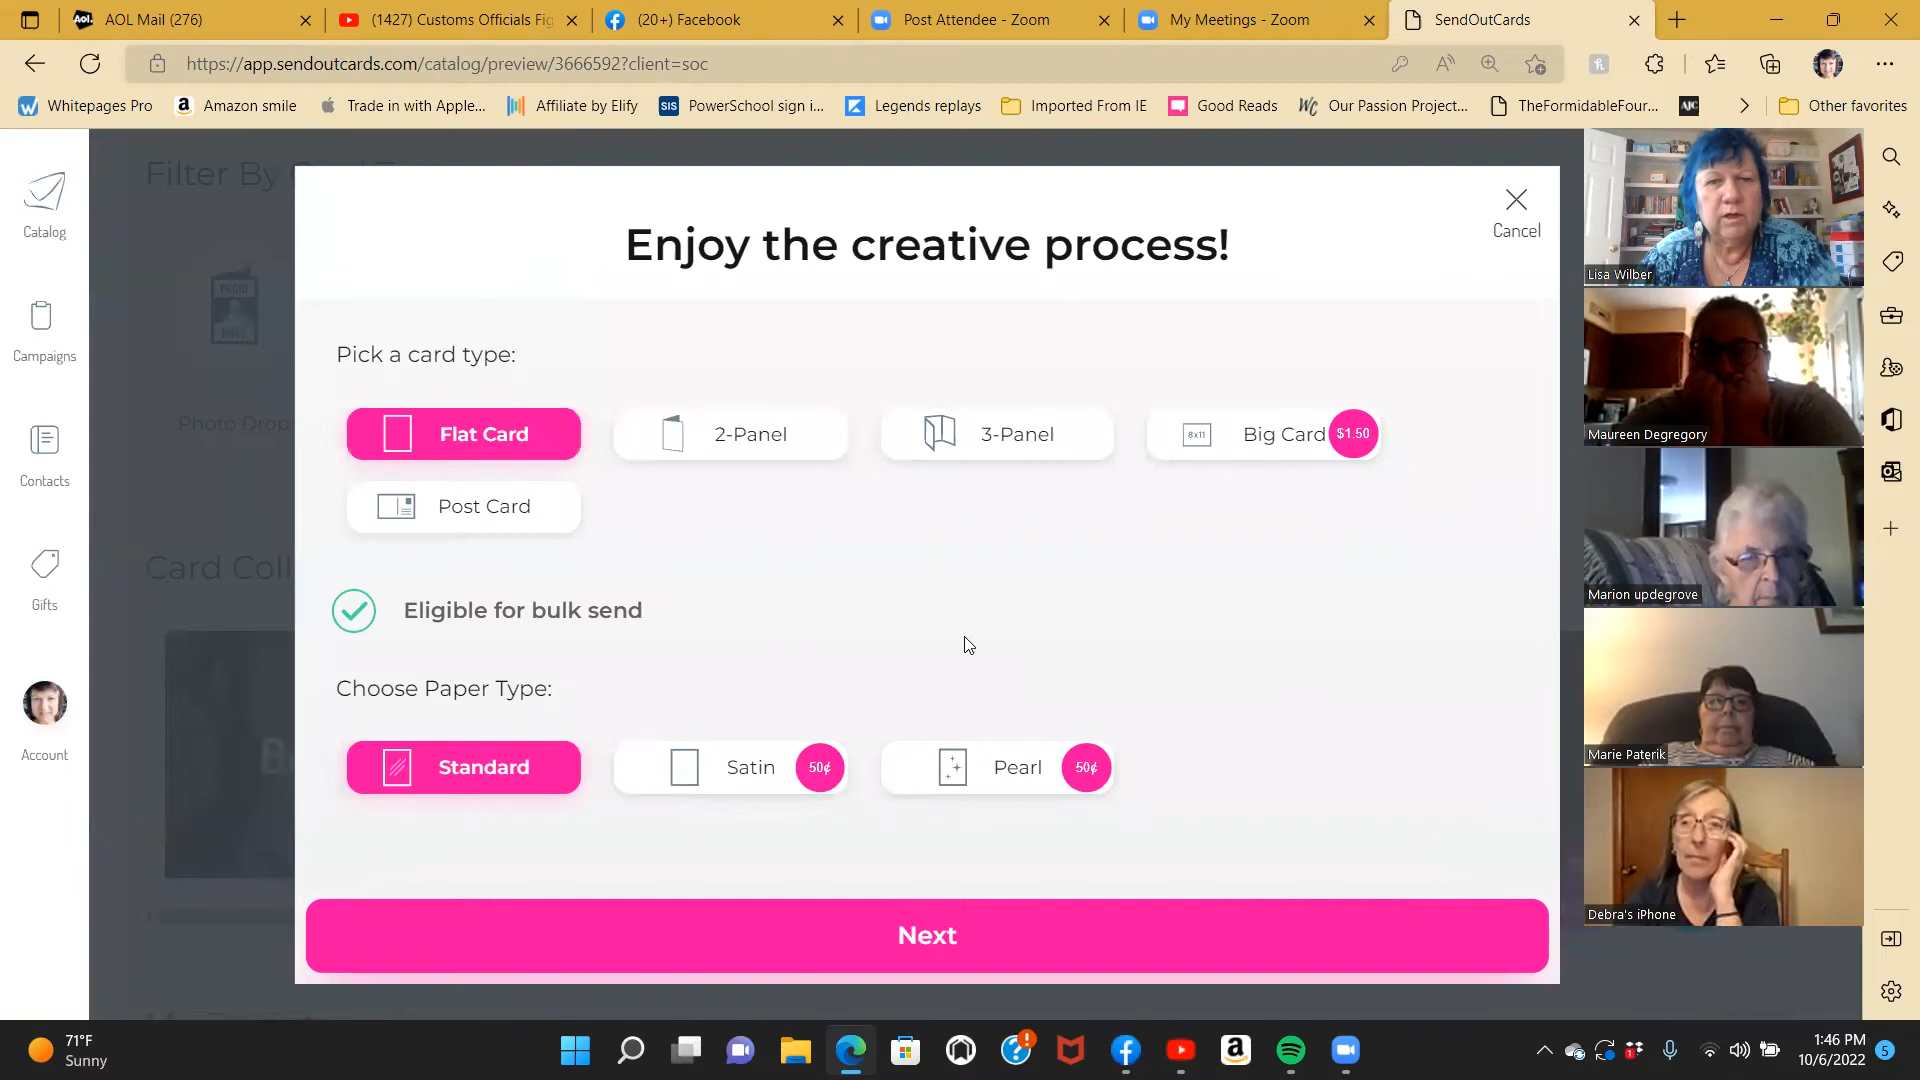 AOL Mail (276)
(1427) Customs Officials Fig
(20+) Facebook
Post Attendee - Zoom
My Meetings - Zoom
SendOutCards
https://app.sendoutcards.com/catalog/preview/3666592?client=soc
Whitepages Pro
Amazon smile
Trade in with Apple...
Affiliate by Elify
SIS
PowerSchool sign i...
Legends replays
Imported From IE
Good Reads
Our Passion Project...
TheFormidableFour...
AJC
Other favorites
Catalog
Campaigns
Contacts
Gifts
Account
Filter By
PHOTO
Photo Drop
Card Coll
Enjoy the creative process!
Cancel
Pick a card type:
Flat Card
2-Panel
3-Panel
8x11
Big Card
$1.50
Post Card
Eligible for bulk send
Choose Paper Type:
Standard
Satin
50¢
Pearl
50¢
Next
Lisa Wilber
Maureen Degregory
Marion updegrove
Marie Paterik
Debra's iPhone
71°F
Sunny
1:46 PM
10/6/2022
5